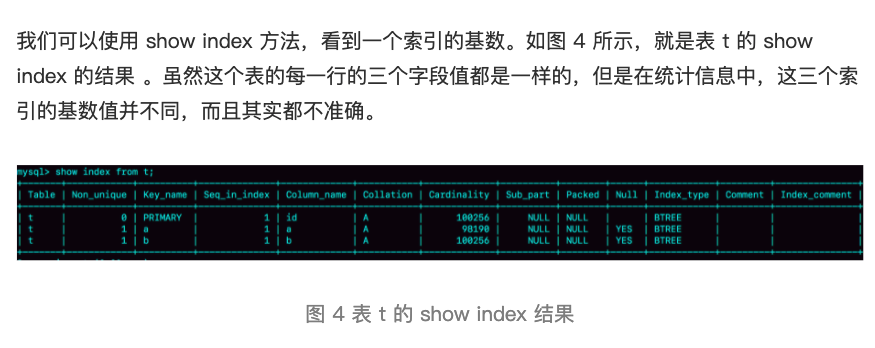 我们可以使用 show index 方法，看到一个索引的基数。如图 4 所示，就是表 t 的 show
index 的结果 。虽然这个表的每一行的三个字段值都是一样的，但是在统计信息中，这三个索
引的基数值并不同，而且其实都不准确。
mysql> show index from t;
| Table | Non_unique | Key_name | Seq_in_index | Column_name | Collation | Cardinality | Sub_part | Packed | Null | Index_type | Comment | Index_comment |
| t | 0 | PRIMARY | 1 | id | A | 100256 | NULL | NULL | | BTREE | | |
| t | 1 | a | 1 | a | A | 98190 | NULL | NULL | YES | BTREE | | |
| t | 1 | b | 1 | b | A | 100256 | NULL | NULL | YES | BTREE | | |
图 4 表 t 的 show index 结果